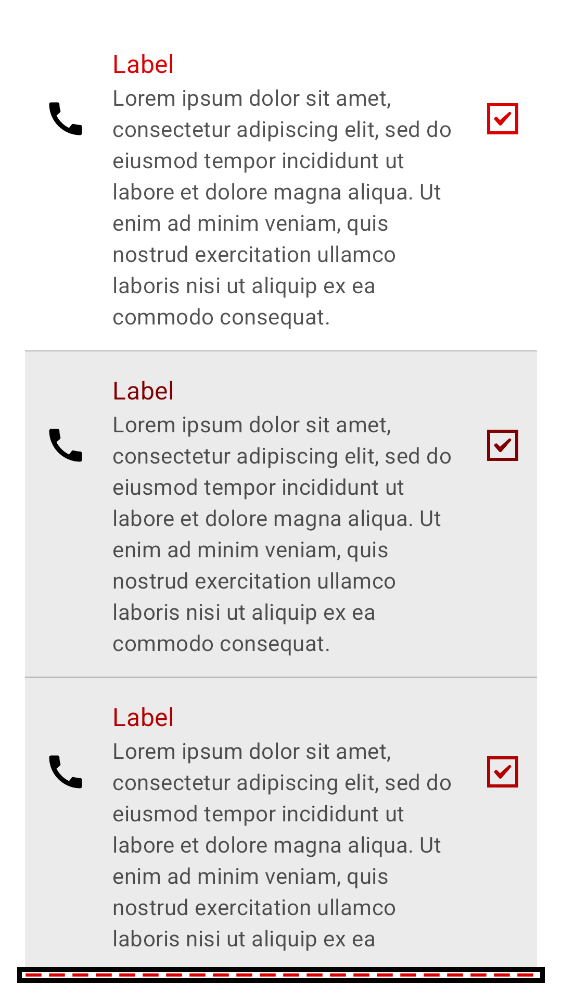 Label
Lorem ipsum dolor sit amet,
consectetur adipiscing elit, sed do
eiusmod tempor incididunt ut
labore et dolore magna aliqua. Ut
enim ad minim veniam, quis
nostrud exercitation ullamco
laboris nisi ut aliquip ex ea
commodo consequat.
Label
Lorem ipsum dolor sit amet,
consectetur adipiscing elit, sed do
eiusmod tempor incididunt ut
labore et dolore magna aliqua. Ut
enim ad minim veniam, quis
nostrud exercitation ullamco
laboris nisi ut aliquip ex ea
commodo consequat.
Label
Lorem ipsum dolor sit amet,
consectetur adipiscing elit, sed do
eiusmod tempor incididunt ut
labore et dolore magna aliqua. Ut
enim ad minim veniam, quis
nostrud exercitation ullamco
laboris nisi ut aliquip ex ea